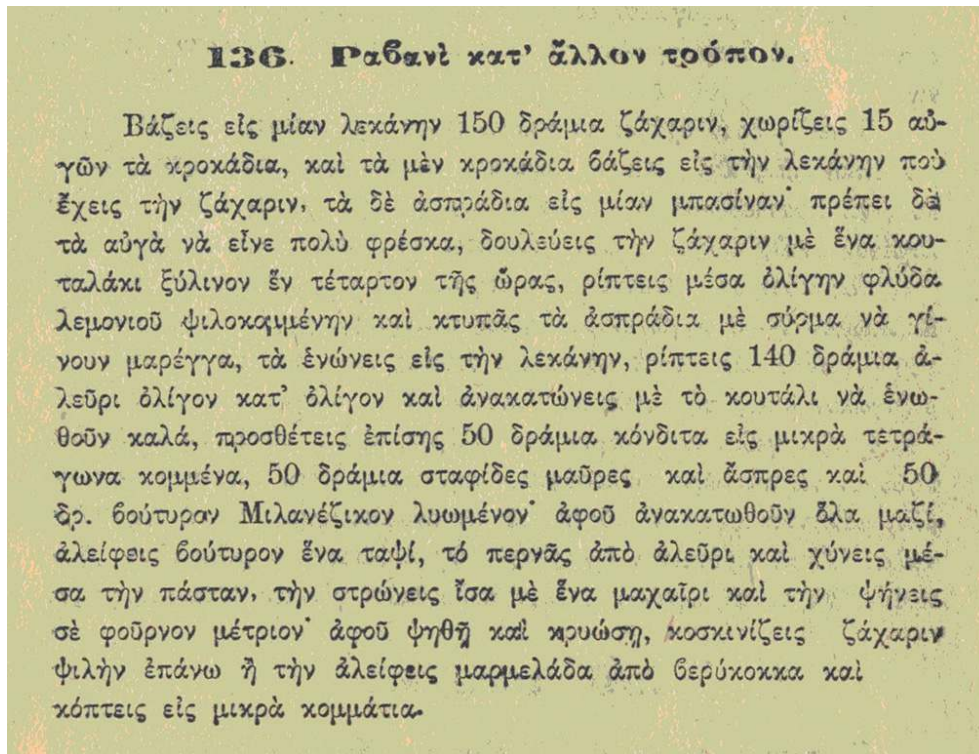 136. Ραβανὶ κατ' ἄλλον τρόπον.
Βάζεις εἰς μίαν λεκάνην 150 δράμια ζάχαριν, χωρίζεις 15 αὐ-
γῶν τὰ κροκάδια, καὶ τὰ μὲν κροκάδια βάζεις εἰς τὴν λεκάνην ποὺ
ἔχεις τὴν ζάχαριν, τὰ δὲ ἀσπράδια εἰς μίαν μπασίναν· πρέπει δὲ
τὰ αὐγὰ νὰ εἶνε πολὺ φρέσκα, δουλεύεις τὴν ζάχαριν μὲ ἕνα κου-
ταλάκι ξύλινον ἓν τέταρτον τῆς ὥρας, ρίπτεις μέσα ὀλίγην φλύδα
λεμονιοῦ ψιλοκομμένην καὶ κτυπᾶς τὰ ἀσπράδια μὲ σύρμα νὰ γί-
νουν μαρέγγα, τὰ ἑνώνεις εἰς τὴν λεκάνην, ρίπτεις 140 δράμια ἀ-
λεῦρι ὀλίγον κατ' ὀλίγον καὶ ἀνακατώνεις μὲ τὸ κουτάλι νὰ ἑνω-
θοῦν καλά, προσθέτεις ἐπίσης 50 δράμια κόνδιτα εἰς μικρὰ τετρά-
γωνα κομμένα, 50 δράμια σταφίδες μαῦρες καὶ ἄσπρες καὶ 50
δρ. βούτυρον Μιλανέζικον λυωμένον· ἀφοῦ ἀνακατωθοῦν ὅλα μαζί,
ἀλείφεις βούτυρον ἕνα ταψί, τό περνᾶς ἀπὸ ἀλεῦρι καὶ χύνεις μέ-
σα τὴν πάσταν, τὴν στρώνεις ἴσα μὲ ἕνα μαχαῖρι καὶ τὴν ψήνεις
σὲ φοῦρνον μέτριον· ἀφοῦ ψηθῇ καὶ κρυώσῃ, κοσκινίζεις ζάχαριν
ψιλὴν ἐπάνω ἢ τὴν ἀλείφεις μαρμελάδα ἀπὸ βερύκοκκα καὶ
κόπτεις εἰς μικρὰ κομμάτια.